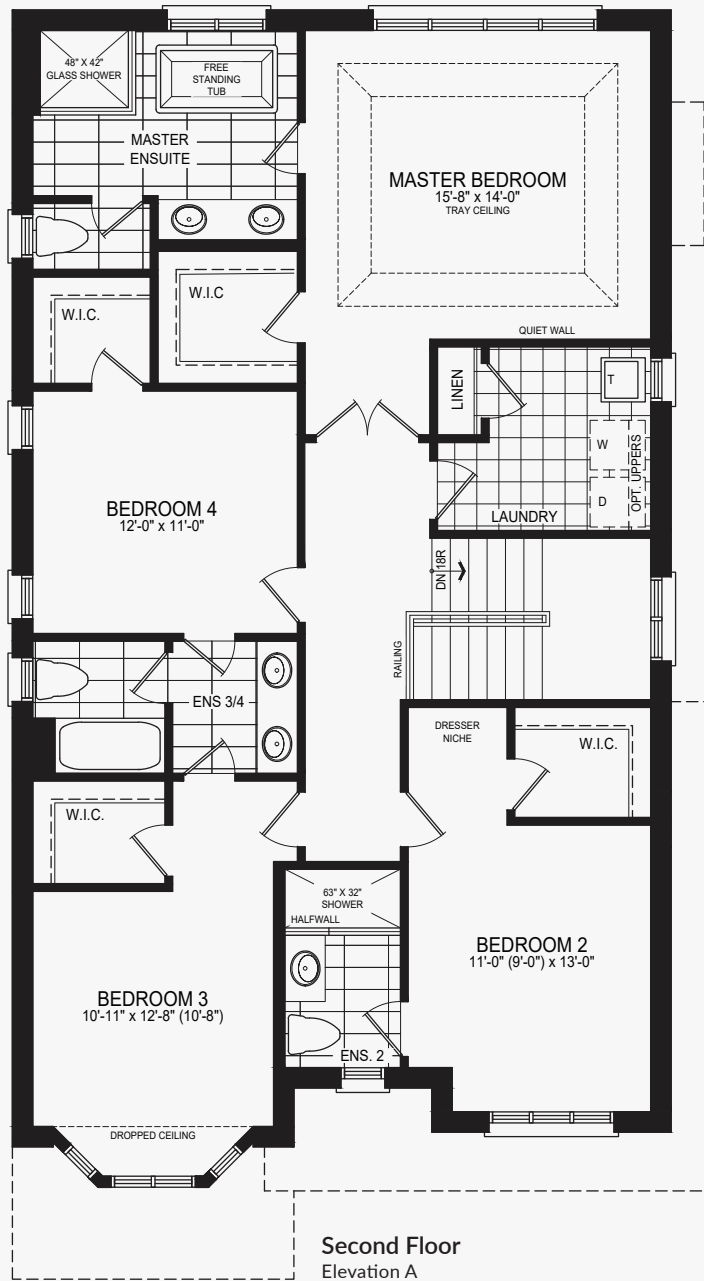 48" X 42"
GLASS SHOWER
FREE
STANDING
TUB
MASTER
ENSUITE
MASTER BEDROOM
15'-8" x 14'-0"
TRAY CEILING
W.I.C.
W.I.C
QUIET WALL
LINEN
T
W
D
OPT. UPPERS
LAUNDRY
BEDROOM 4
12'-0" x 11'-0"
DN 18R
RAILING
ENS 3/4
DRESSER
NICHE
W.I.C.
W.I.C.
63" X 32"
SHOWER
HALFWALL
BEDROOM 2
11'-0" (9'-0") x 13'-0"
BEDROOM 3
10'-11" x 12'-8" (10'-8")
ENS. 2
DROPPED CEILING
Second Floor
Elevation A